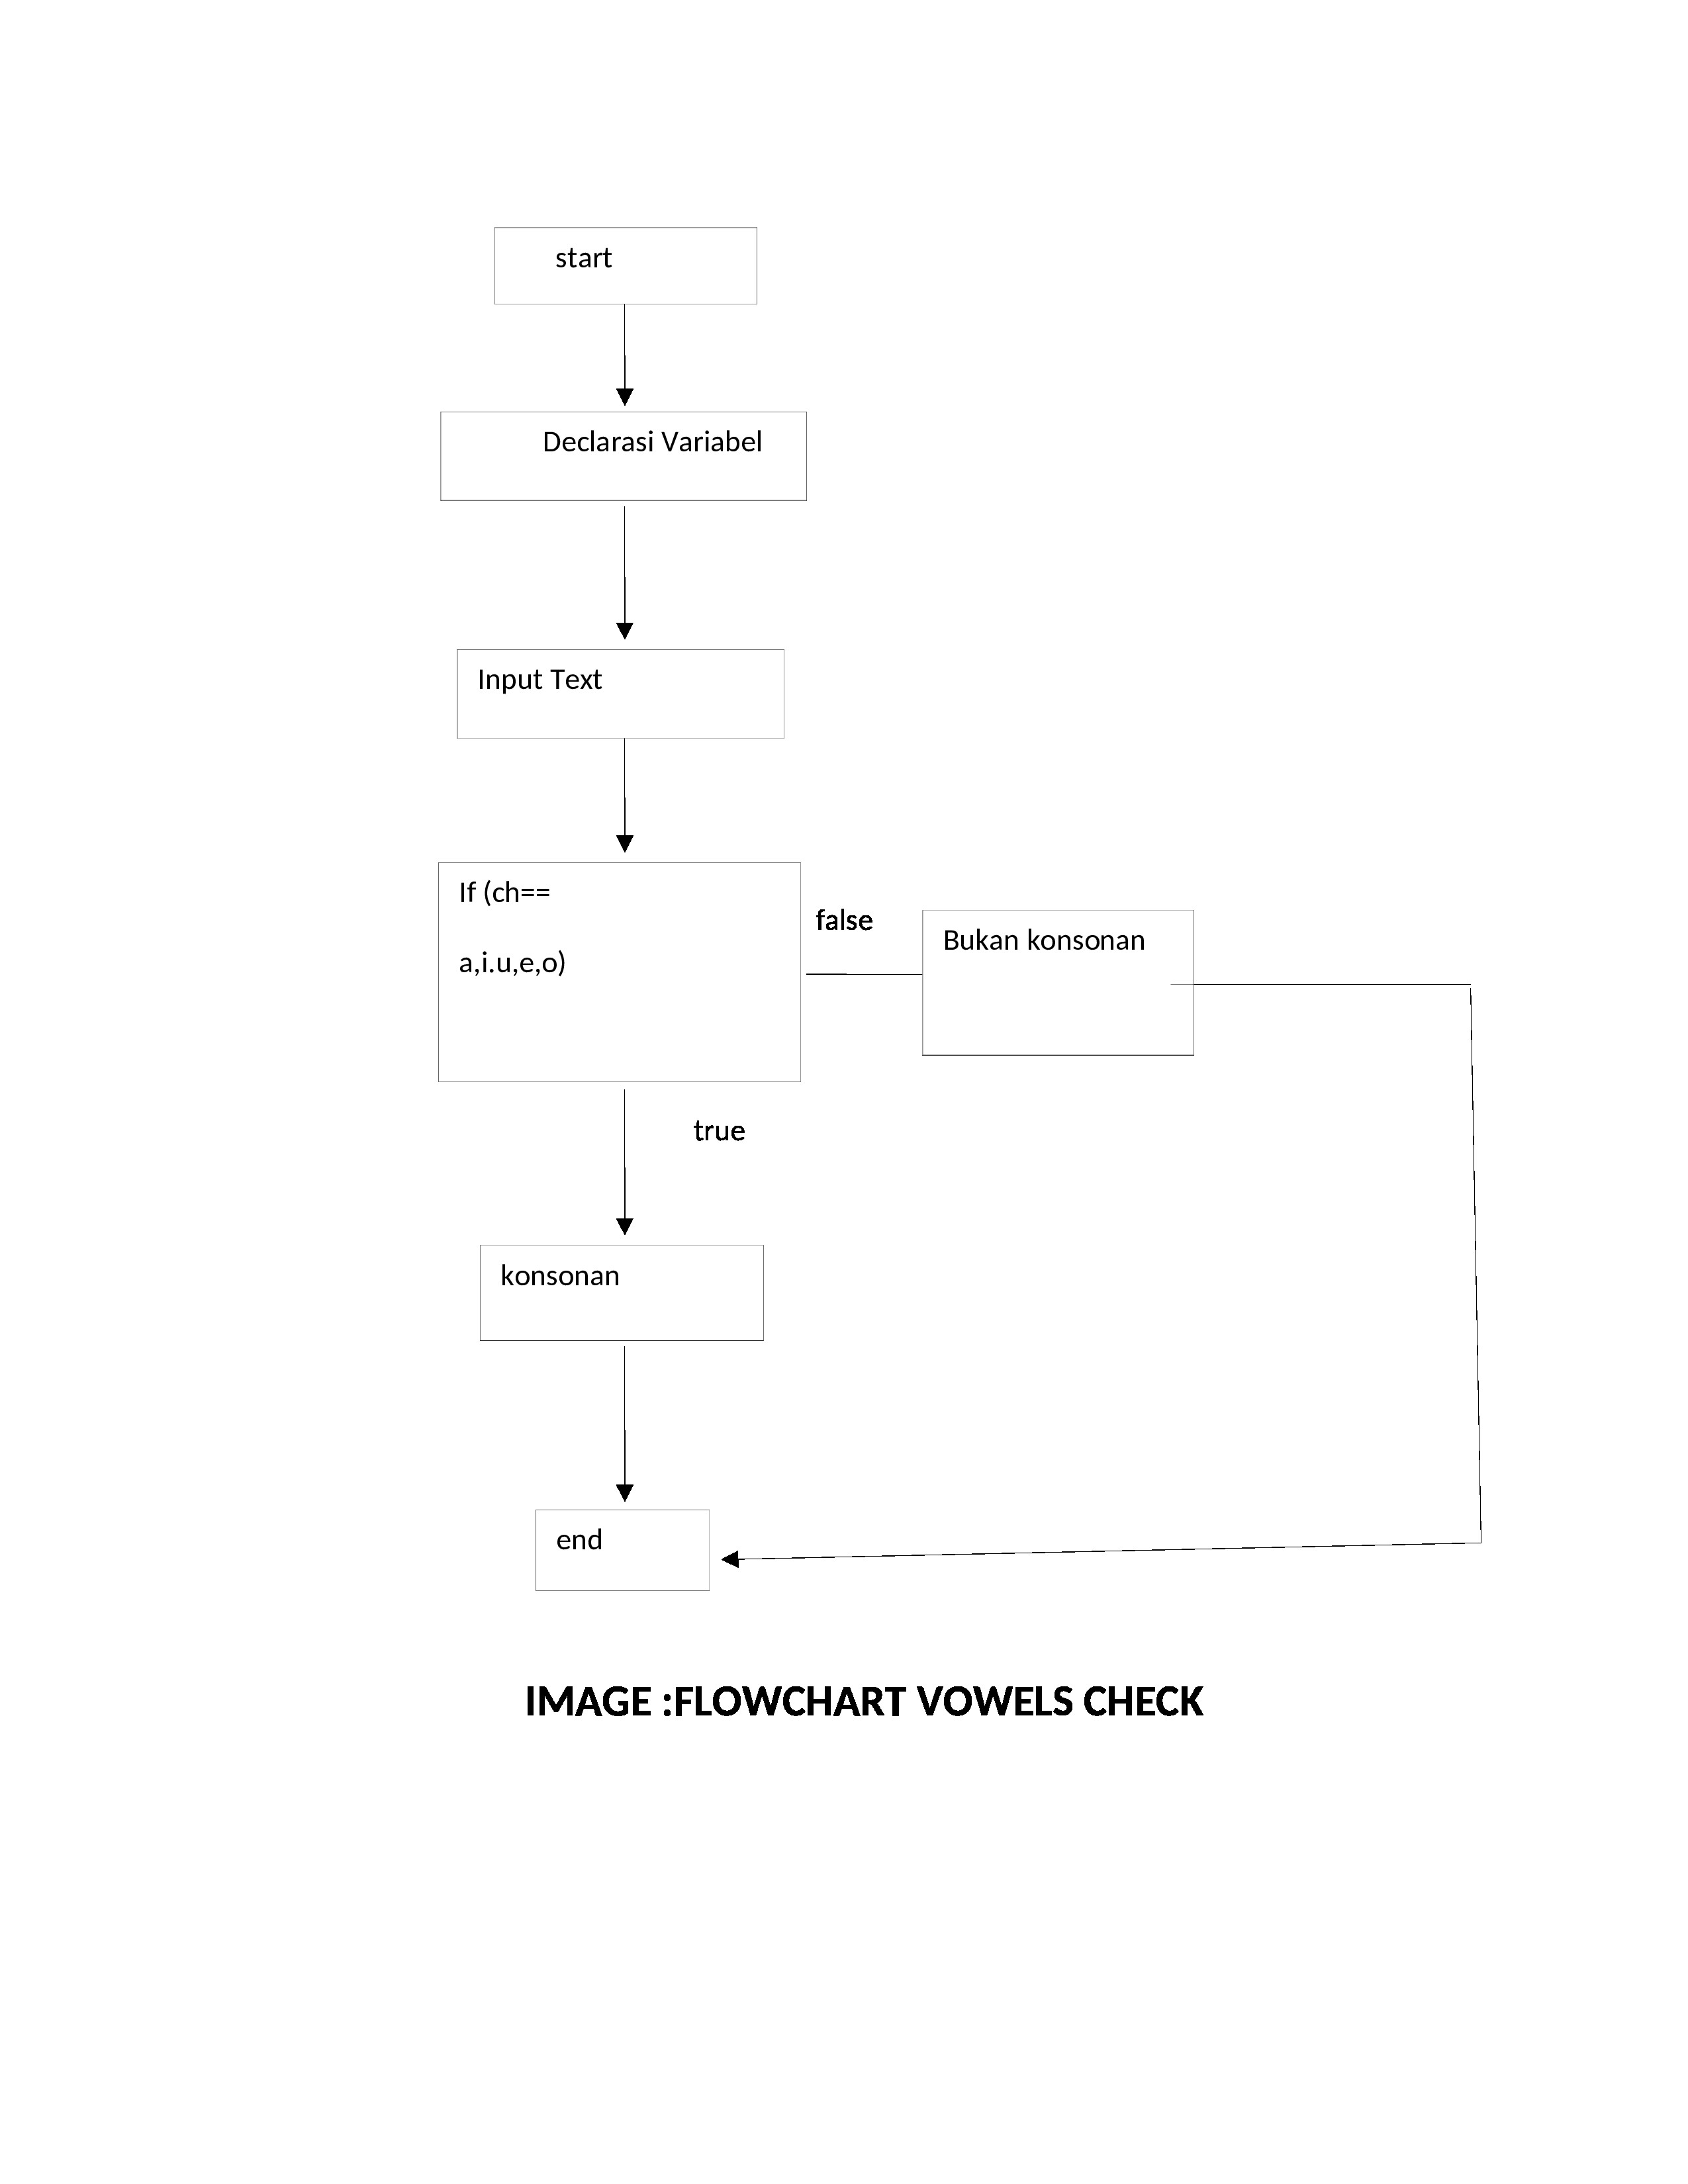 start
Declarasi Variabel
Input Text
If (ch==
a,i.u,e,o)
false
Bukan konsonan
true
konsonan
end
IMAGE :FLOWCHART VOWELS CHECK